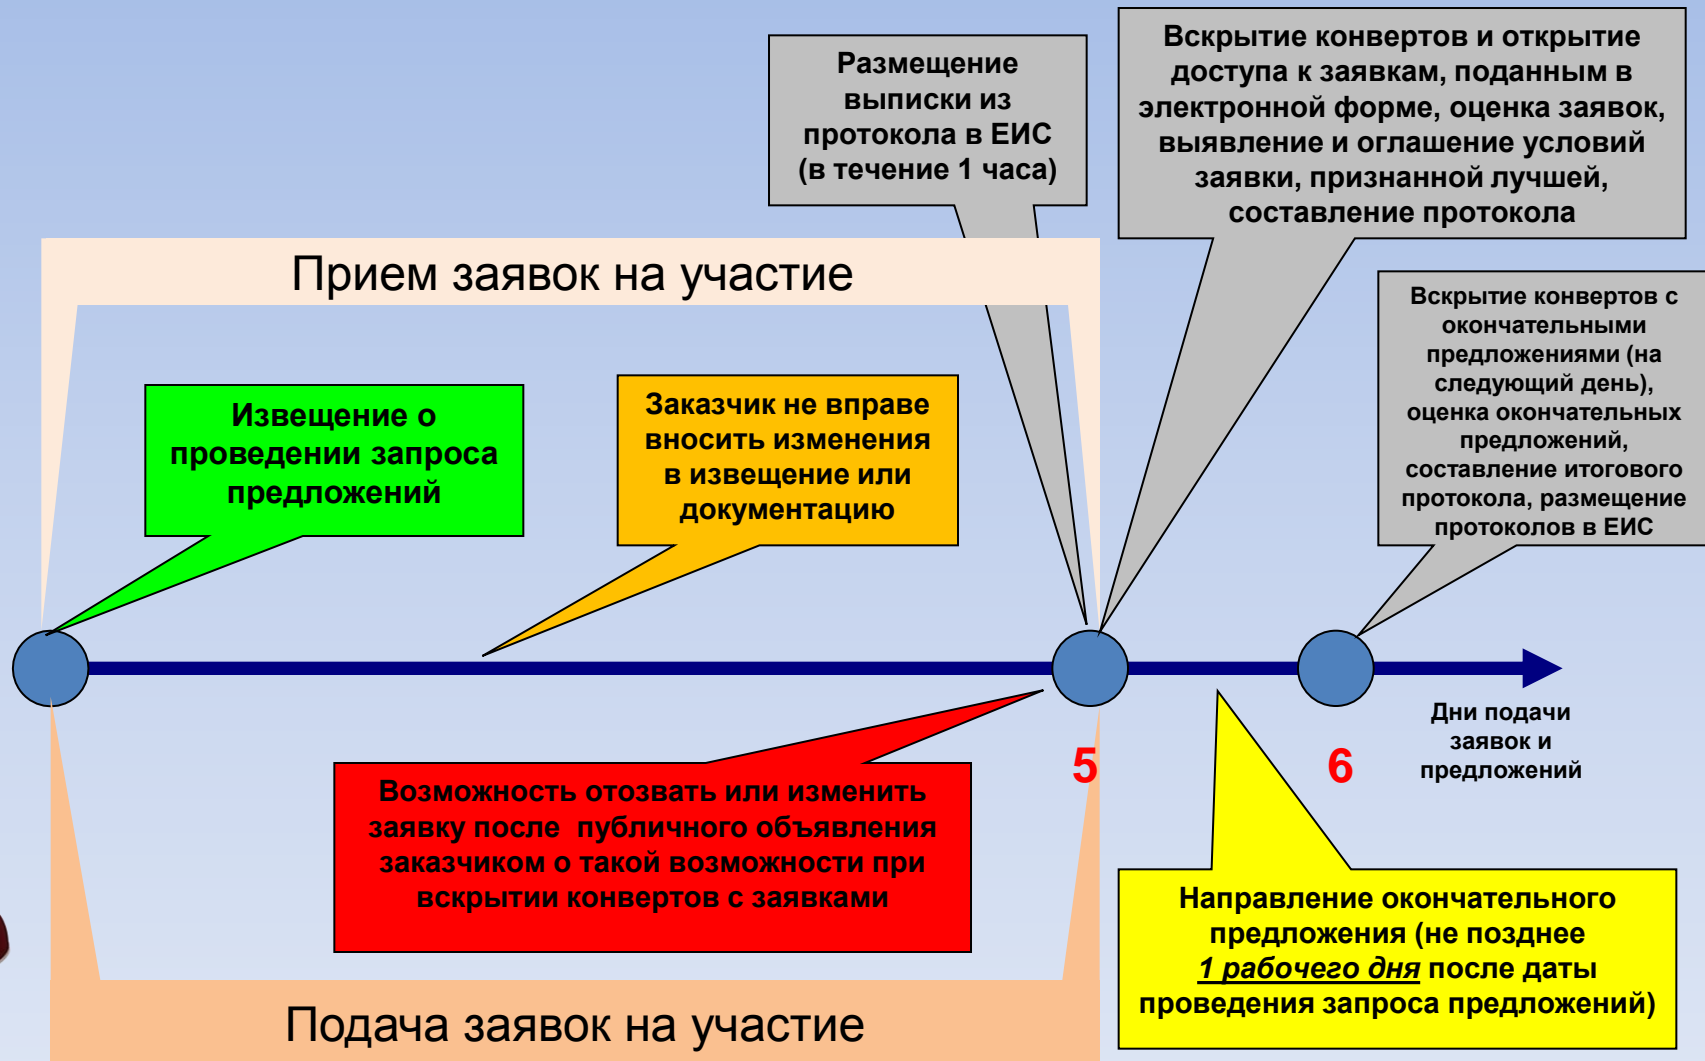 Размещение
выписки из
протокола в ЕИС
(в течение 1 часа)
Вскрытие конвертов и открытие
доступа к заявкам, поданным в
электронной форме, оценка заявок,
выявление и оглашение условий
заявки, признанной лучшей,
составление протокола
Прием заявок на участие
Вскрытие конвертов с
окончательными
предложениями (на
следующий день),
оценка окончательных
предложений,
составление итогового
протокола, размещение
протоколов в ЕИС
Извещение о
проведении запроса
предложений
Заказчик не вправе
вносить изменения
в извещение или
документацию
5
6
Дни подачи
заявок и
предложений
Возможность отозвать или изменить
заявку после публичного объявления
заказчиком о такой возможности при
вскрытии конвертов с заявками
Направление окончательного
предложения (не позднее
1 рабочего дня после даты
проведения запроса предложений)
Подача заявок на участие